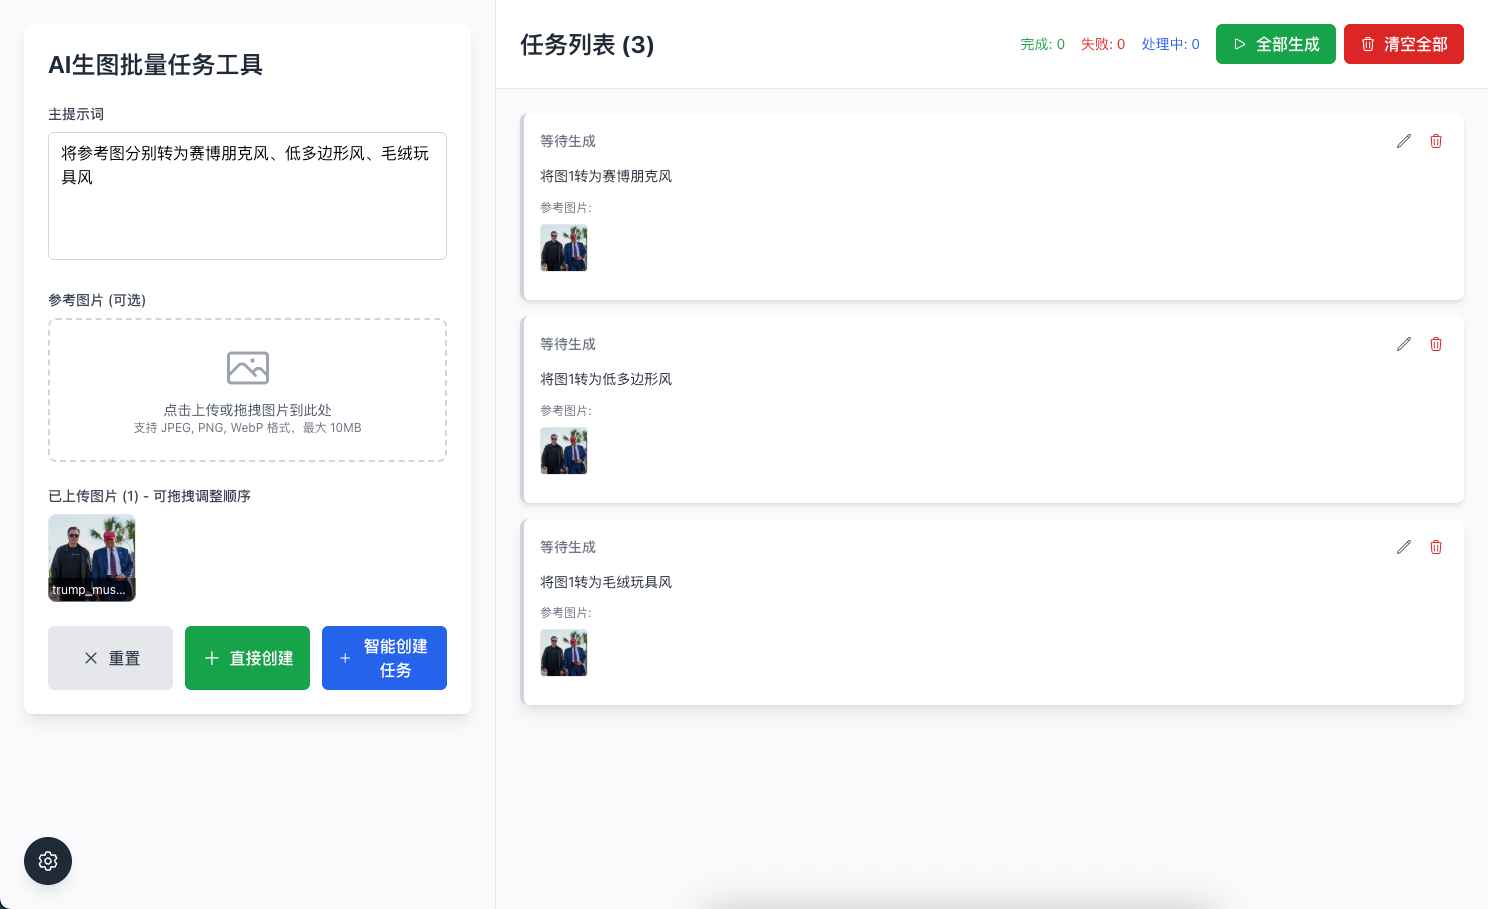 AI生图批量任务工具
主提示词
将参考图分别转为赛博朋克风、低多边形风、毛绒玩
具风
参考图片 (可选)
点击上传或拖拽图片到此处
支持 JPEG, PNG, WebP 格式，最大 10MB
已上传图片 (1) - 可拖拽调整顺序
trump_mus...
重置
直接创建
智能创建
任务
任务列表 (3)
完成: 0
失败: 0
处理中: 0
全部生成
清空全部
等待生成
将图1转为赛博朋克风
参考图片:
等待生成
将图1转为低多边形风
参考图片:
等待生成
将图1转为毛绒玩具风
参考图片: